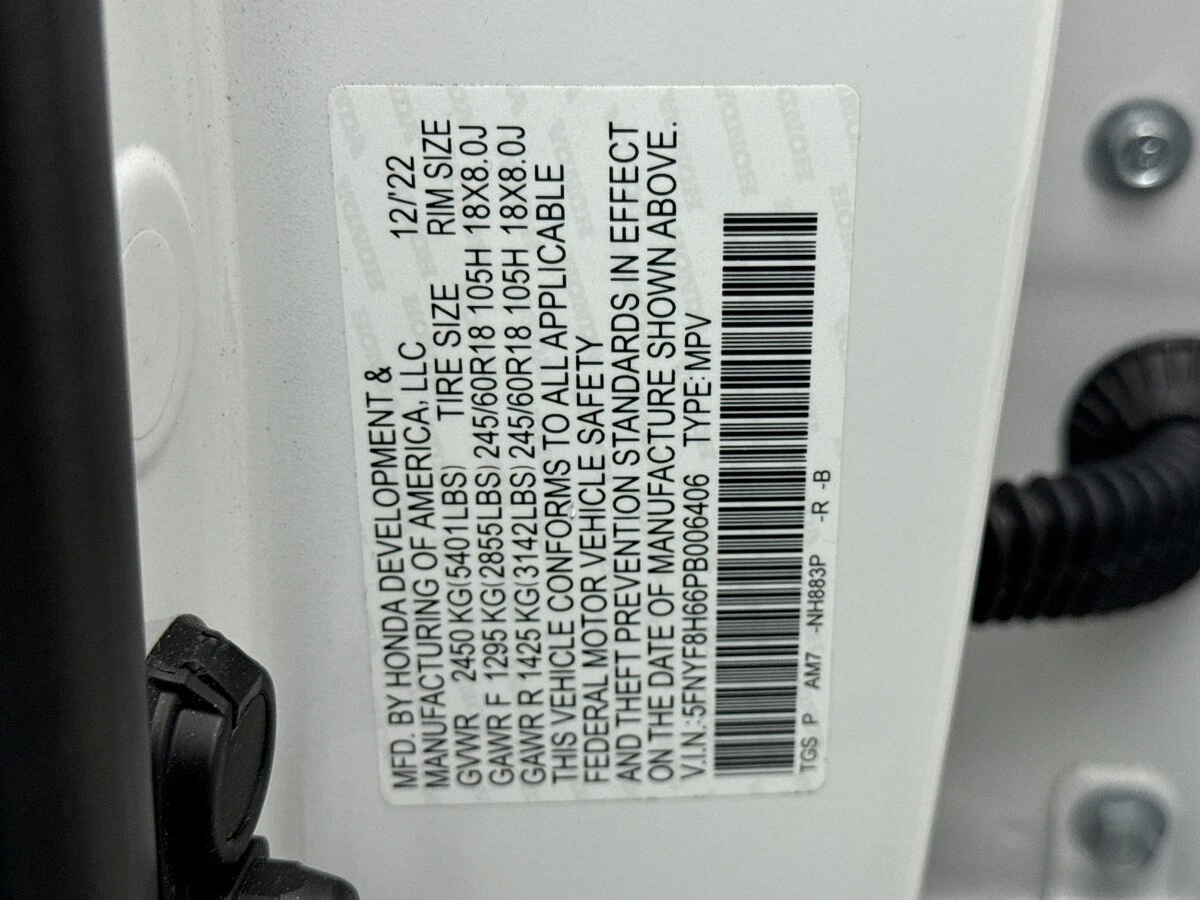 MFD. BY HONDA DEVELOPMENT &
MANUFACTURING OF AMERICA, LLC 12/'22
GVWR 2450 KG(5401LBS) TIRE SIZE RIM SIZE
GAWR F 1295 KG(2855LBS) 245/60R18 105H 18X8.0J
GAWR R 1425 KG(3142LBS) 245/60R18 105H 18X8.0J
THIS VEHICLE CONFORMS TO ALL APPLICABLE
FEDERAL MOTOR VEHICLE SAFETY
AND THEFT PREVENTION STANDARDS IN EFFECT
ON THE DATE OF MANUFACTURE SHOWN ABOVE.
V.I.N.:5FNYF8H66PB006406 TYPE:MPV
TGS P AM7 -NH883P -R -B